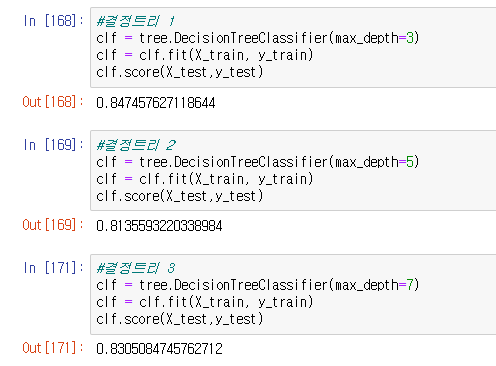 In [168]: #결정트리 1
clf = tree.DecisionTreeClassifier(max_depth=3)
clf = clf.fit(X_train, y_train)
clf.score(X_test,y_test)
Out[168]: 0.847457627118644
In [169]: #결정트리 2
clf = tree.DecisionTreeClassifier(max_depth=5)
clf = clf.fit(X_train, y_train)
clf.score(X_test,y_test)
Out[169]: 0.8135593220338984
In [171]: #결정트리 3
clf = tree.DecisionTreeClassifier(max_depth=7)
clf = clf.fit(X_train, y_train)
clf.score(X_test,y_test)
Out[171]: 0.8305084745762712